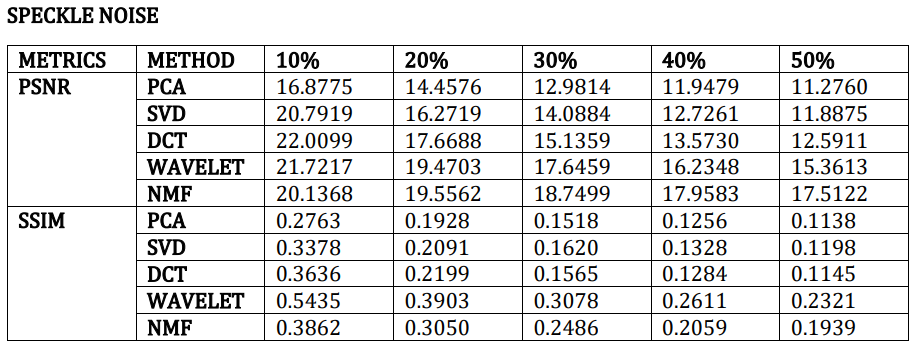 SPECKLE NOISE
METRICS METHOD 10% 20% 30% 40% 50%
PSNR PCA 16.8775 14.4576 12.9814 11.9479 11.2760
SVD 20.7919 16.2719 14.0884 12.7261 11.8875
DCT 22.0099 17.6688 15.1359 13.5730 12.5911
WAVELET 21.7217 19.4703 17.6459 16.2348 15.3613
NMF 20.1368 19.5562 18.7499 17.9583 17.5122
SSIM PCA 0.2763 0.1928 0.1518 0.1256 0.1138
SVD 0.3378 0.2091 0.1620 0.1328 0.1198
DCT 0.3636 0.2199 0.1565 0.1284 0.1145
WAVELET 0.5435 0.3903 0.3078 0.2611 0.2321
NMF 0.3862 0.3050 0.2486 0.2059 0.1939